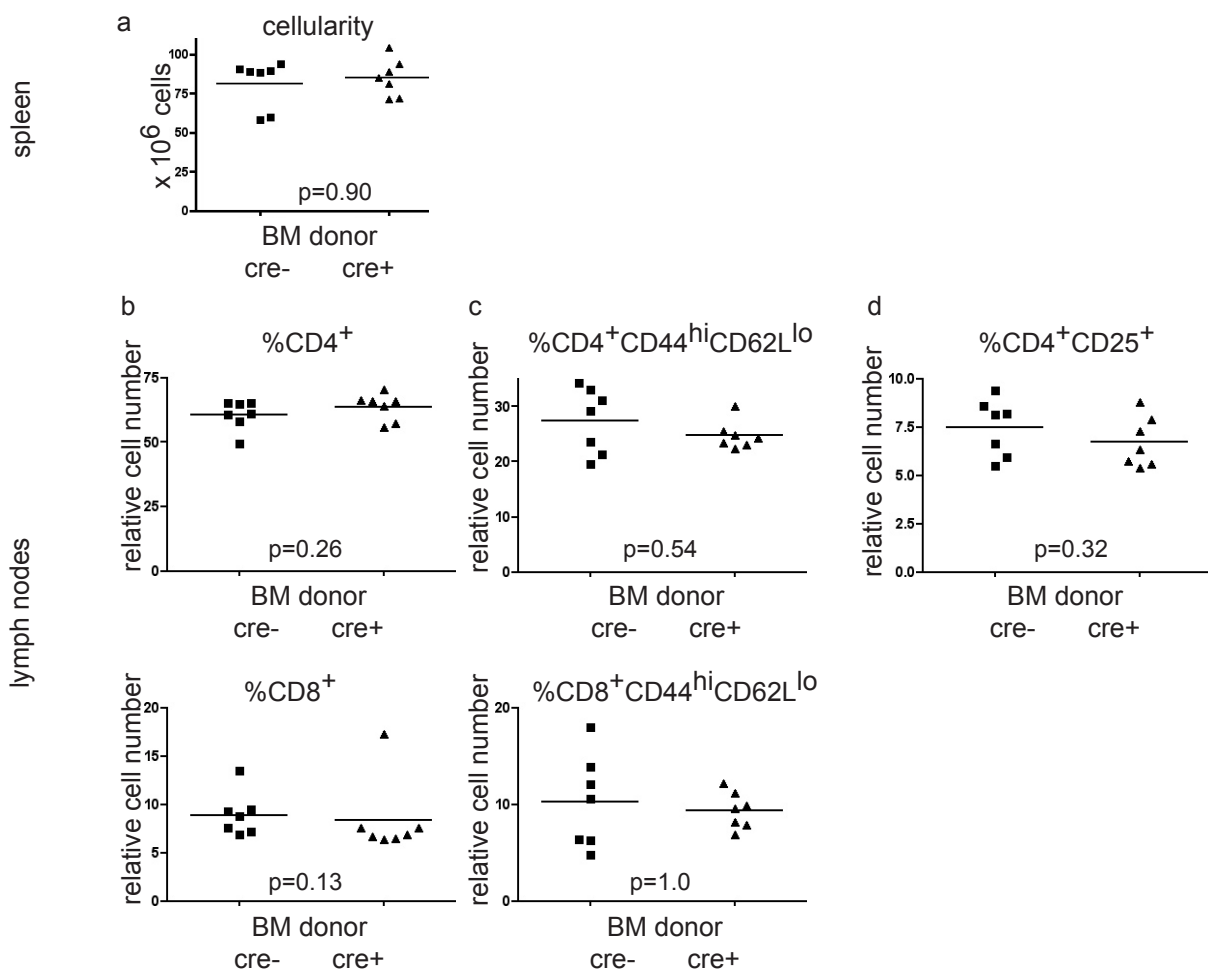 a
cellularity
spleen
x 10⁶ cells
100
75
50
25
0
p=0.90
BM donor
cre- cre+
lymph nodes
b
%CD4⁺
relative cell number
75
50
25
0
p=0.26
BM donor
cre- cre+
c
%CD4⁺CD44ʰⁱCD62Lˡᵒ
relative cell number
30
20
10
0
p=0.54
BM donor
cre- cre+
d
%CD4⁺CD25⁺
relative cell number
10.0
7.5
5.0
2.5
0.0
p=0.32
BM donor
cre- cre+
%CD8⁺
relative cell number
20
15
10
5
0
p=0.13
BM donor
cre- cre+
%CD8⁺CD44ʰⁱCD62Lˡᵒ
relative cell number
20
10
0
p=1.0
BM donor
cre- cre+